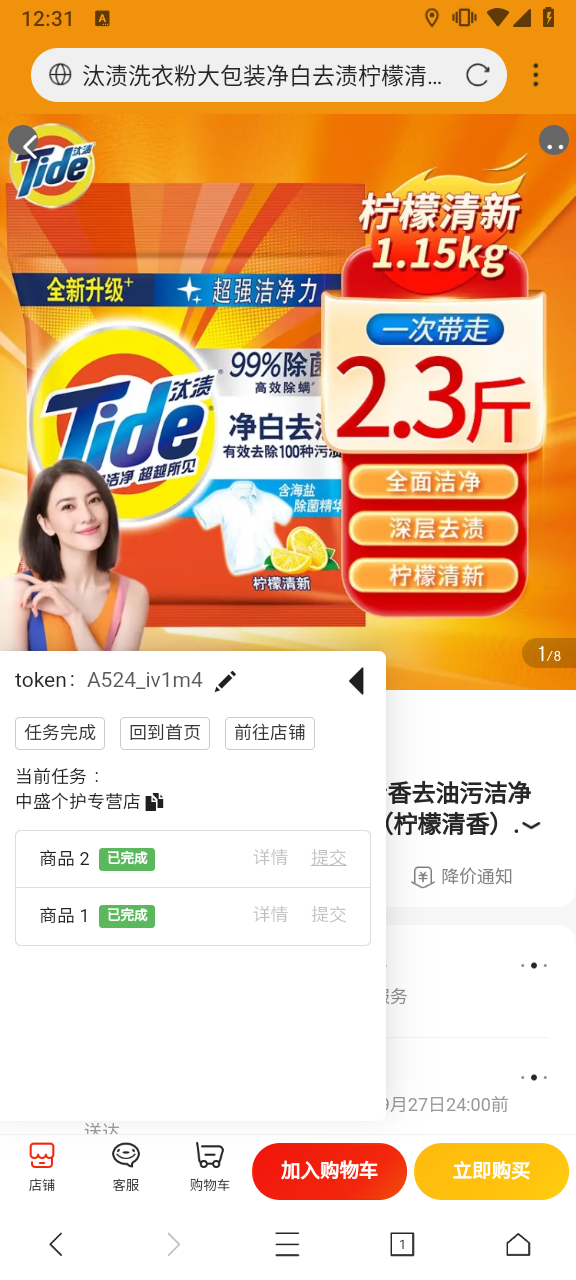 12:31
A
汰渍洗衣粉大包装净白去渍柠檬清...
汰渍
Tide
柠檬清新
1.15kg
全新升级+
超强洁净力
一次带走
2.3斤
99%除菌
高效除螨
汰渍
Tide
净白去渍
有效去除100种污渍
洁净 超越所见
含海盐
除菌精华
全面洁净
深层去渍
柠檬清新
柠檬清新
1/8
token: A524_iv1m4
任务完成
回到首页
前往店铺
当前任务：
中盛个护专营店
香去油污洁净
（柠檬清香）.
商品 2 已完成 详情 提交
降价通知
商品 1 已完成 详情 提交
服务
9月27日24:00前
送达
店铺
客服
购物车
加入购物车
立即购买
1